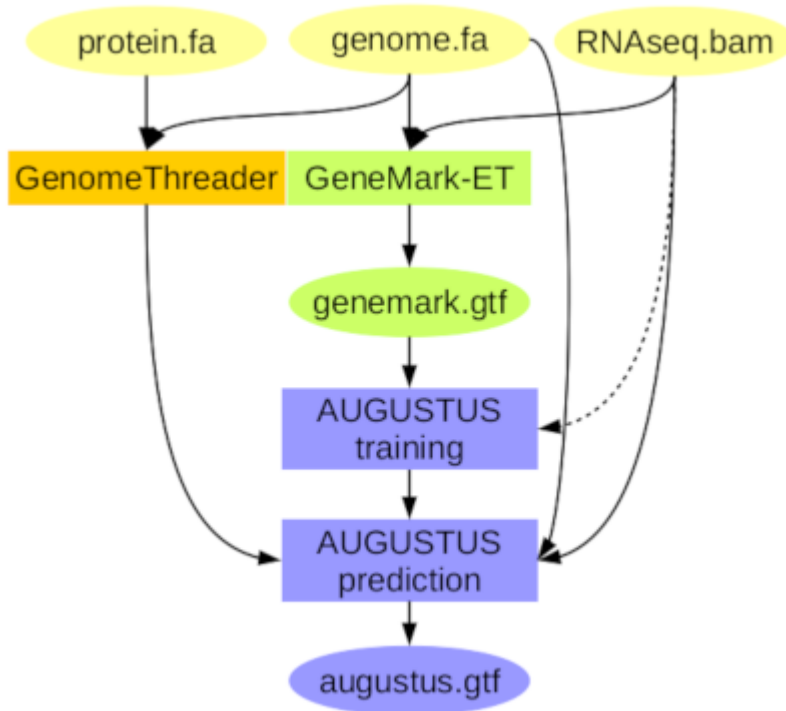 protein.fa
genome.fa
RNAseq.bam
GenomeThreader
GeneMark-ET
genemark.gtf
AUGUSTUS
training
AUGUSTUS
prediction
augustus.gtf